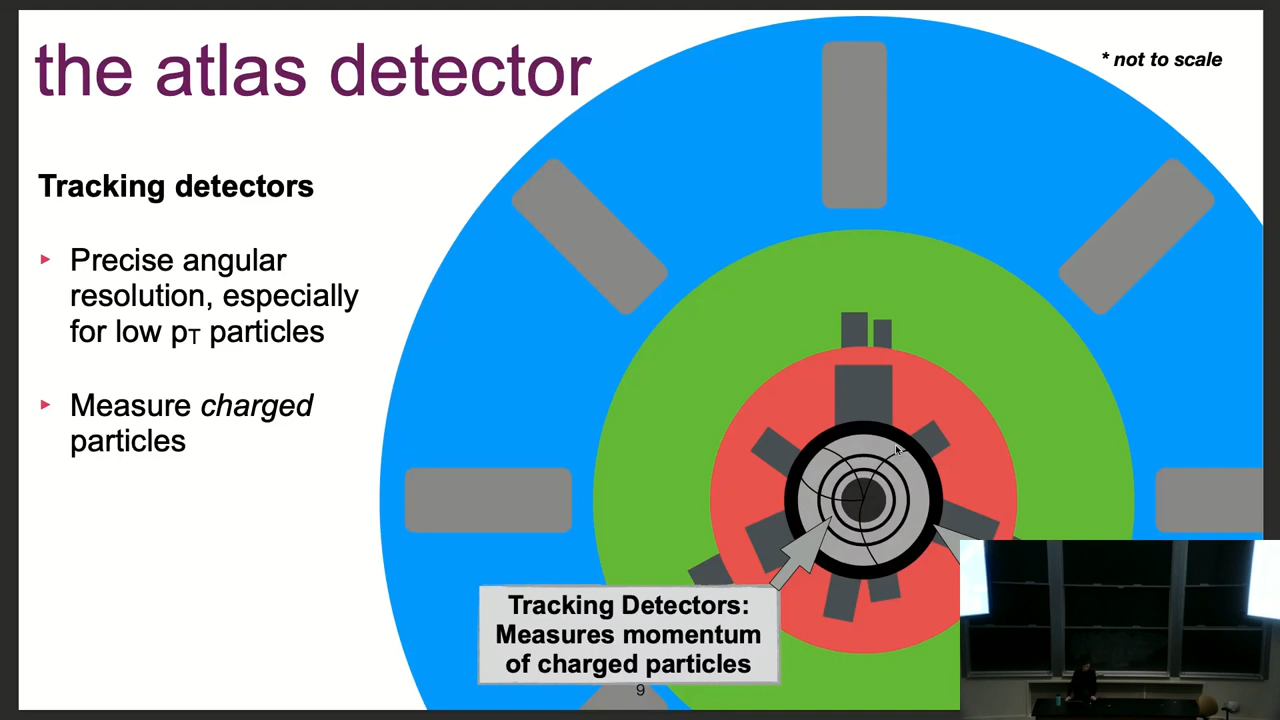 the atlas detector
* not to scale
Tracking detectors
▸ Precise angular
resolution, especially
for low pT particles
▸ Measure charged
particles
Tracking Detectors:
Measures momentum
of charged particles
9